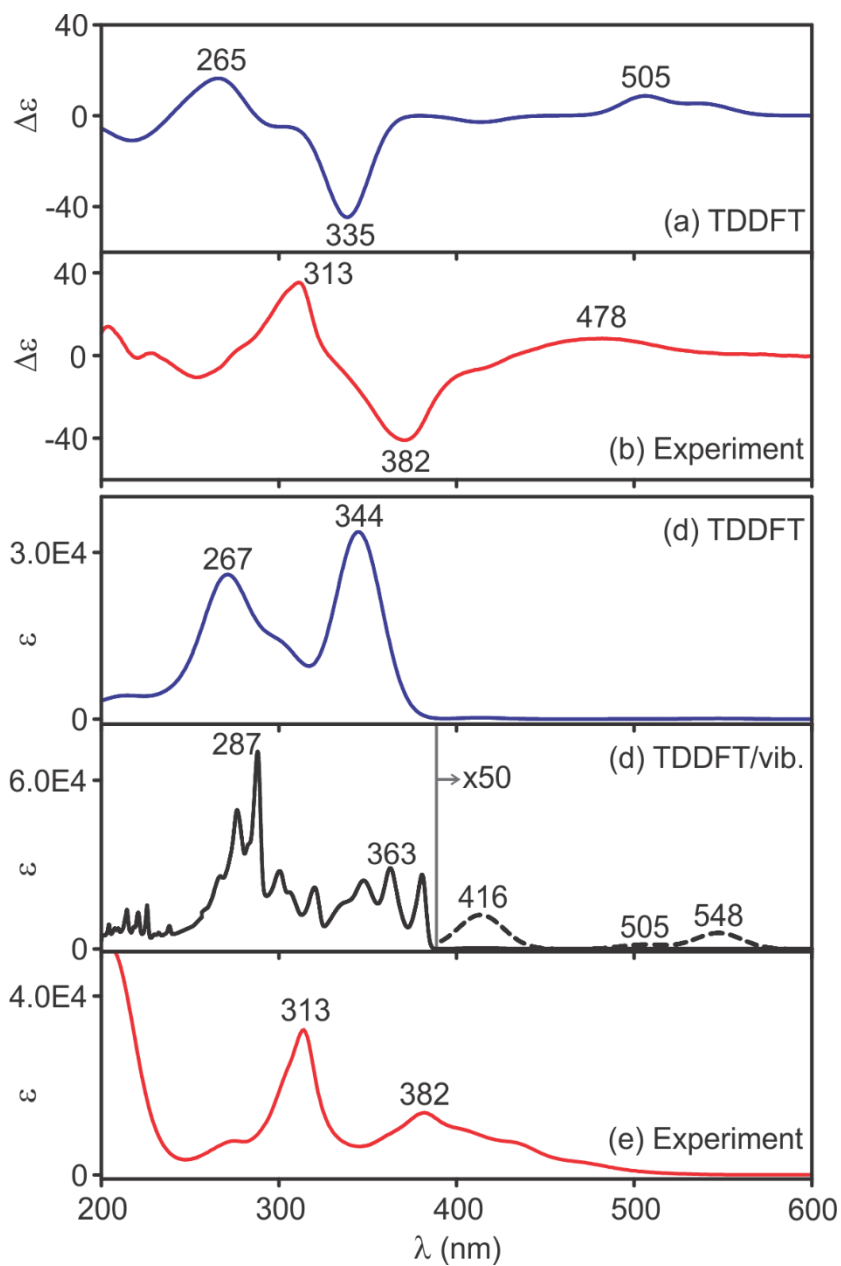 40
265
505
Δε
0
-40
335
(a) TDDFT
40
313
478
Δε
0
-40
382
(b) Experiment
344
(d) TDDFT
3.0E4
267
ε
0
287
(d) TDDFT/vib.
6.0E4
x50
ε
363
416
505
548
0
4.0E4
313
ε
382
(e) Experiment
0
200
300
400
500
600
λ (nm)